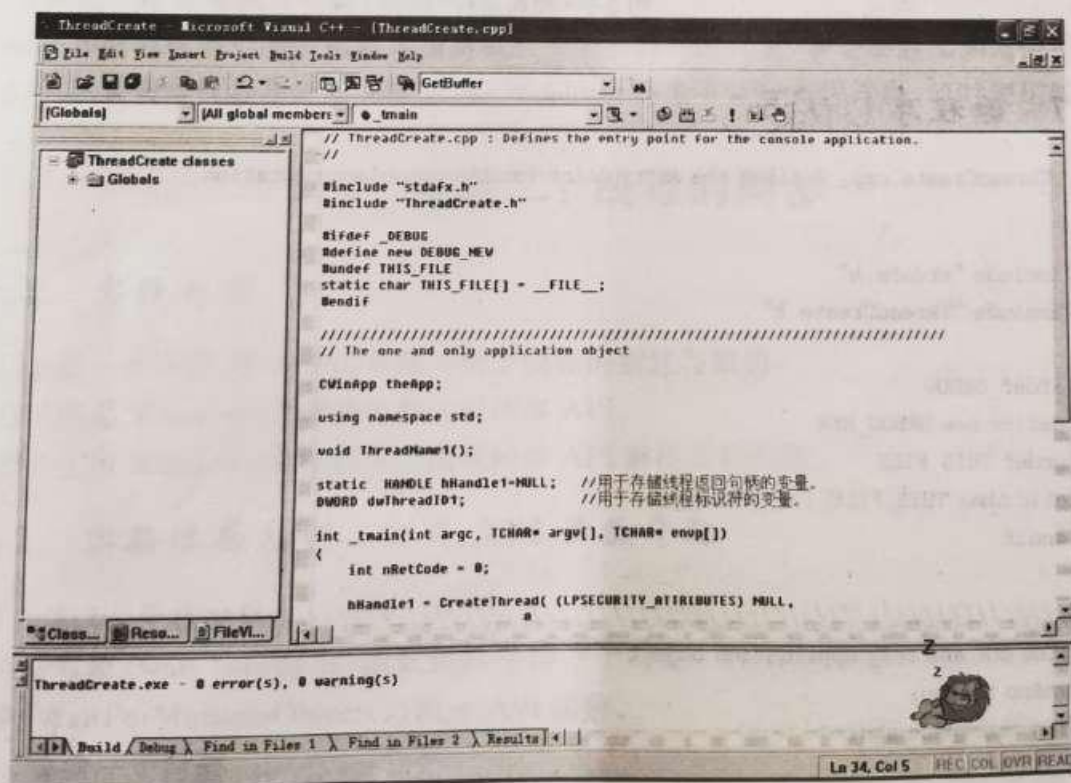 ThreadCreate - Microsoft Visual C++ - [ThreadCreate.cpp]
File Edit View Insert Project Build Tools Window Help
GetBuffer
(Globals) (All global members _tmain
// ThreadCreate.cpp : Defines the entry point for the console application.
//
ThreadCreate classes
Globals
#include "stdafx.h"
#include "ThreadCreate.h"
#ifdef _DEBUG
#define new DEBUG_NEW
#undef THIS_FILE
static char THIS_FILE[] = __FILE__;
#endif
/////////////////////////////////////////////////////////////////////////////
// The one and only application object
CWinApp theApp;
using namespace std;
void ThreadName1();
static HANDLE hHandle1=NULL; //用于存储线程返回句柄的变量。
DWORD dwThreadID1; //用于存储线程标识符的变量。
int _tmain(int argc, TCHAR* argv[], TCHAR* envp[])
{
int nRetCode = 0;
hHandle1 = CreateThread( (LPSECURITY_ATTRIBUTES) NULL,
Class... Reso... FileVi...
ThreadCreate.exe - 0 error(s), 0 warning(s)
Z
z
Build Debug Find in Files 1 Find in Files 2 Results
Ln 34, Col 5 REC COL OVR READ